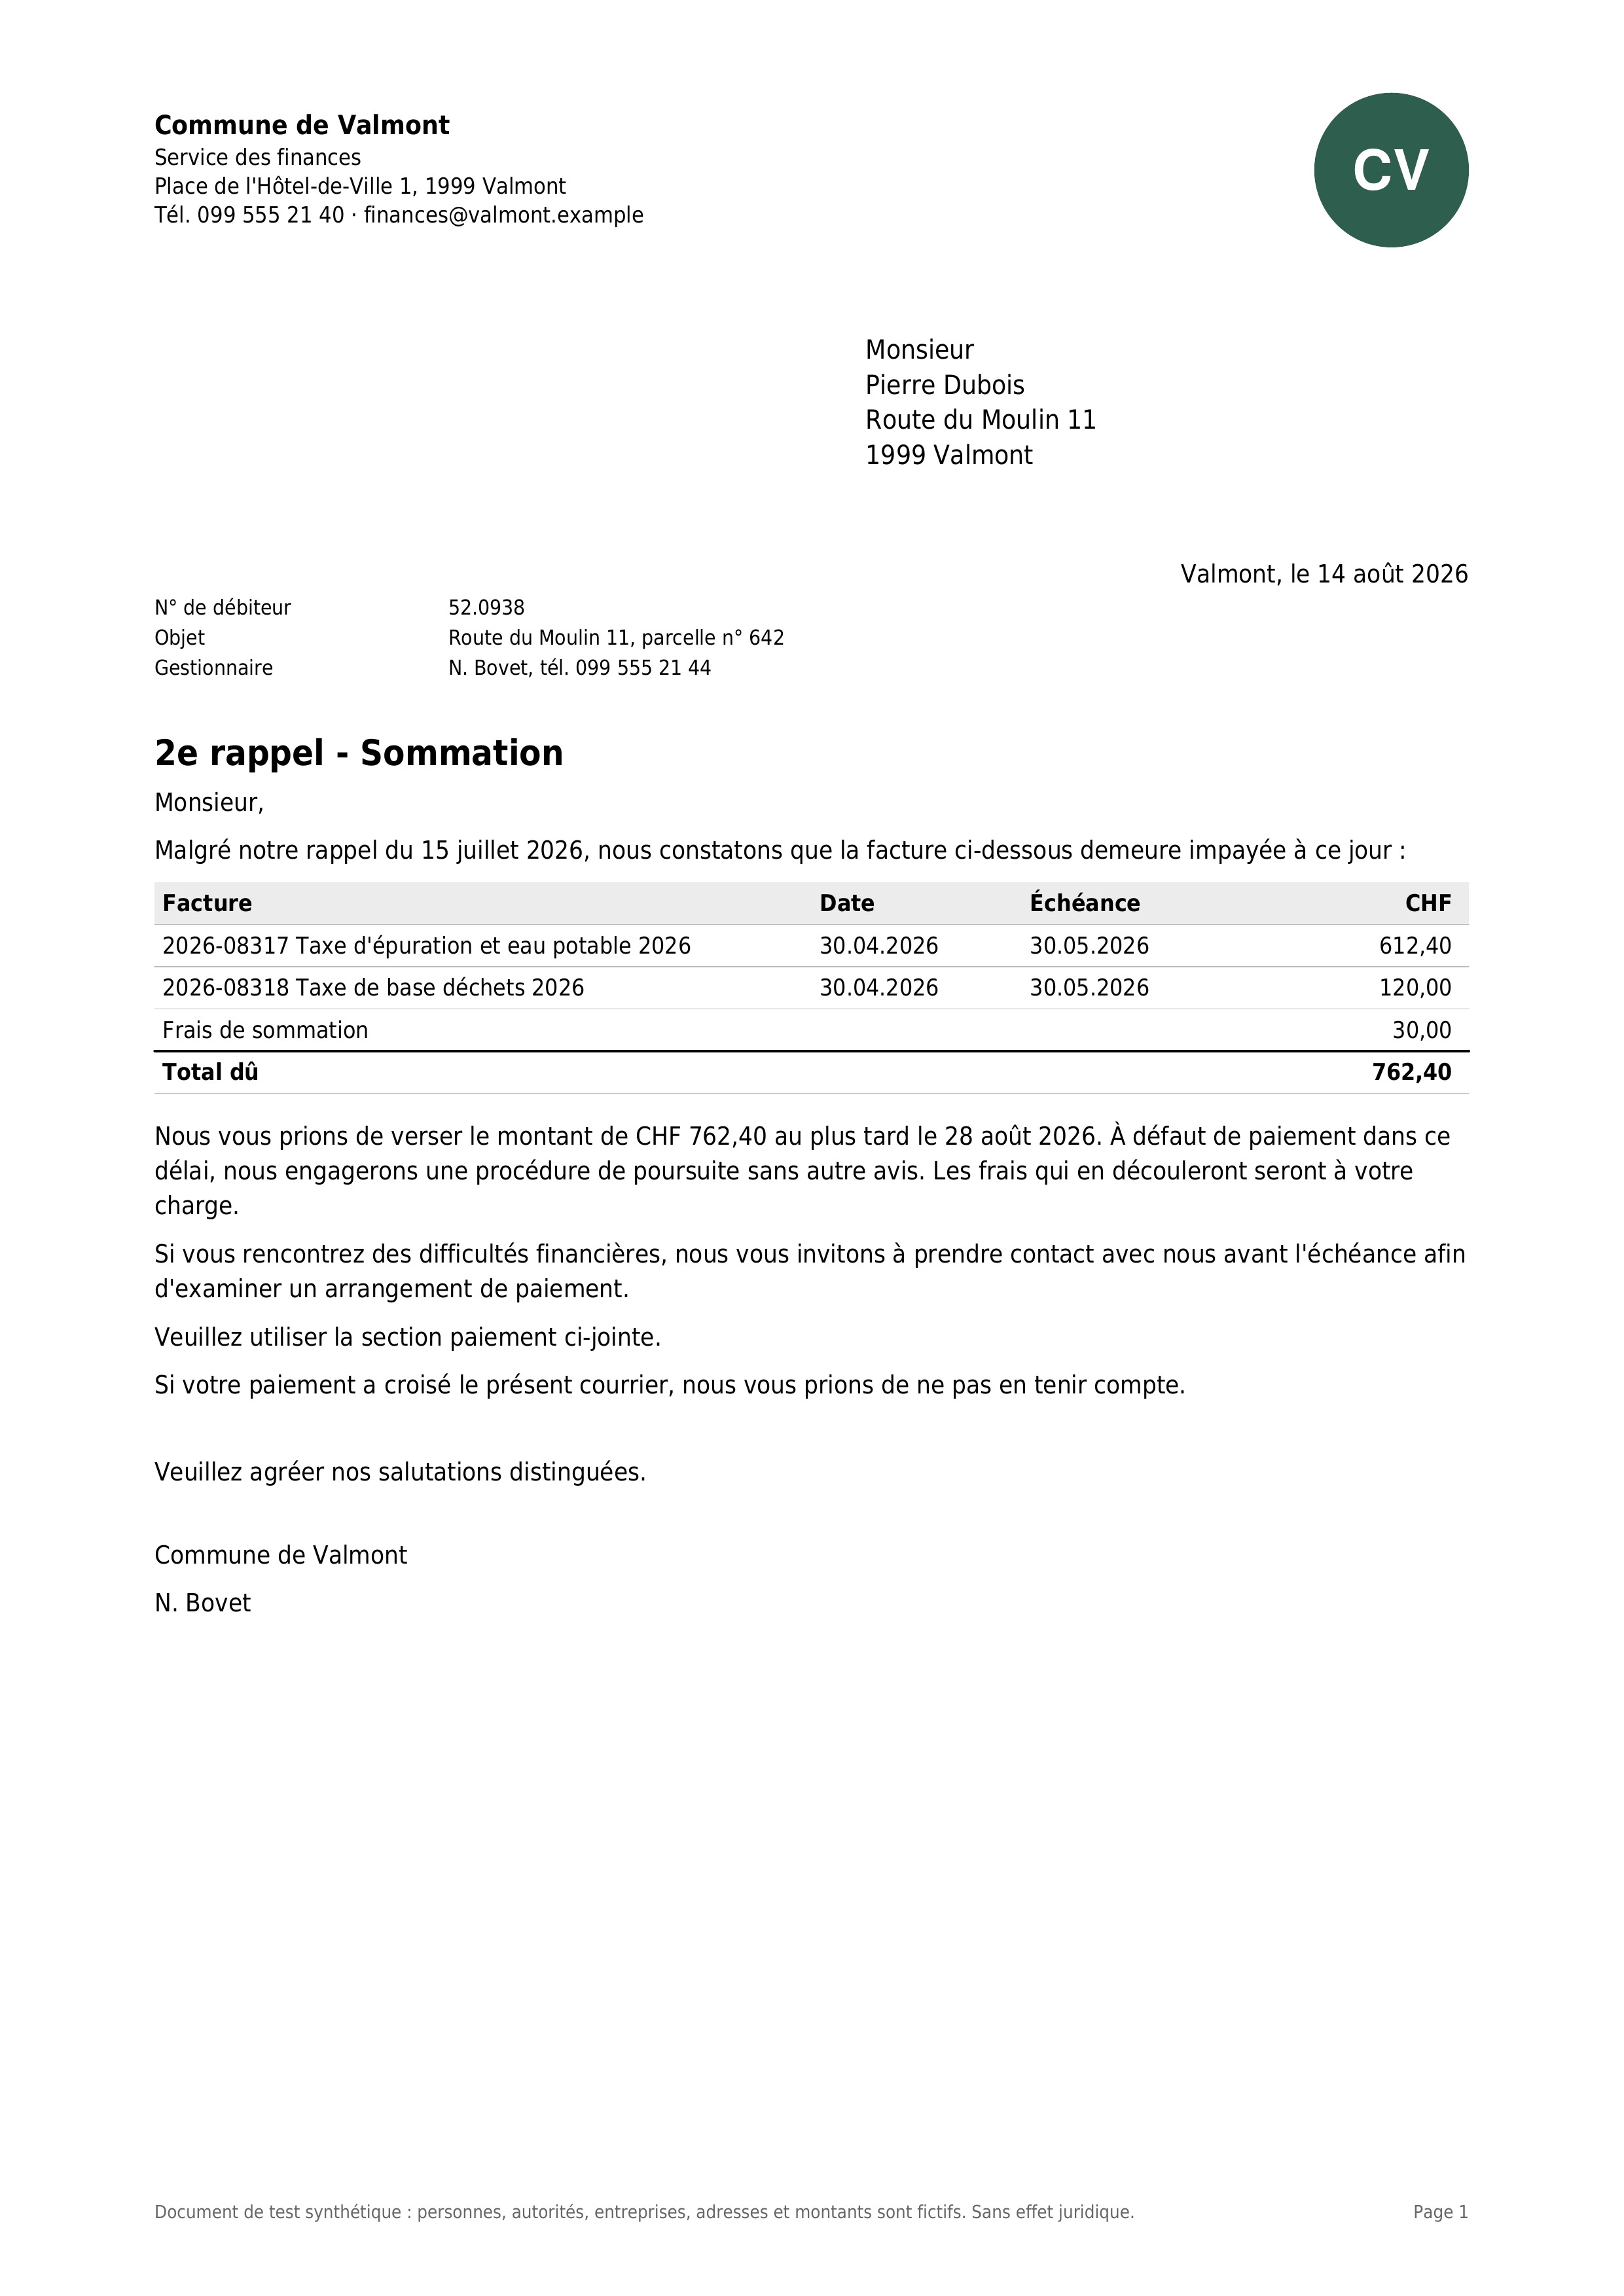 Commune de Valmont
Service des finances
Place de l'Hôtel-de-Ville 1, 1999 Valmont
Tél. 099 555 21 40 · finances@valmont.example
CV
Monsieur
Pierre Dubois
Route du Moulin 11
1999 Valmont
Valmont, le 14 août 2026
N° de débiteur 52.0938
Objet Route du Moulin 11, parcelle n° 642
Gestionnaire N. Bovet, tél. 099 555 21 44
2e rappel - Sommation
Monsieur,
Malgré notre rappel du 15 juillet 2026, nous constatons que la facture ci-dessous demeure impayée à ce jour :
Facture Date Échéance CHF
2026-08317 Taxe d'épuration et eau potable 2026 30.04.2026 30.05.2026 612,40
2026-08318 Taxe de base déchets 2026 30.04.2026 30.05.2026 120,00
Frais de sommation 30,00
Total dû 762,40
Nous vous prions de verser le montant de CHF 762,40 au plus tard le 28 août 2026. À défaut de paiement dans ce
délai, nous engagerons une procédure de poursuite sans autre avis. Les frais qui en découleront seront à votre
charge.
Si vous rencontrez des difficultés financières, nous vous invitons à prendre contact avec nous avant l'échéance afin
d'examiner un arrangement de paiement.
Veuillez utiliser la section paiement ci-jointe.
Si votre paiement a croisé le présent courrier, nous vous prions de ne pas en tenir compte.
Veuillez agréer nos salutations distinguées.
Commune de Valmont
N. Bovet
Document de test synthétique : personnes, autorités, entreprises, adresses et montants sont fictifs. Sans effet juridique. Page 1